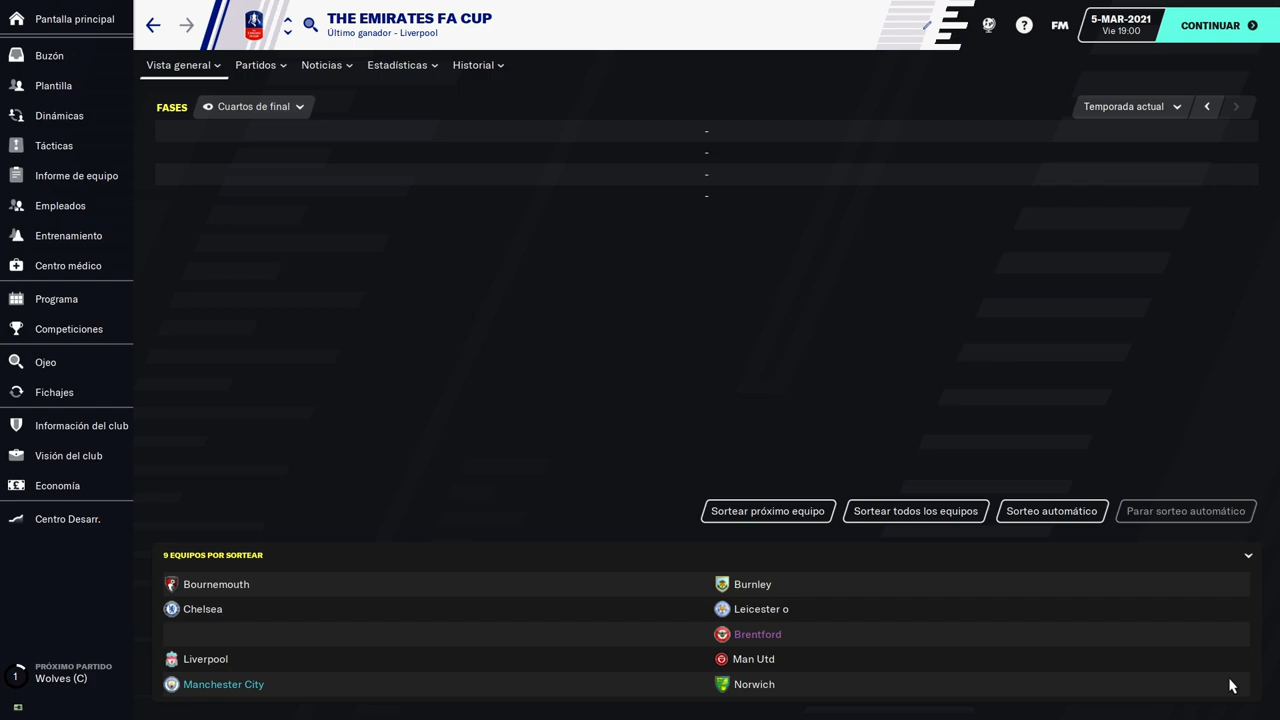 Pantalla principal
THE EMIRATES FA CUP
Último ganador - Liverpool
FM
5-MAR-2021
Vie 19:00
CONTINUAR
Vista general
Partidos
Noticias
Estadísticas
Historial
Buzón
Plantilla
Dinámicas
Tácticas
Informe de equipo
Empleados
Entrenamiento
Centro médico
Programa
Competiciones
Ojeo
Fichajes
Información del club
Visión del club
Economía
Centro Desarr.
PRÓXIMO PARTIDO
1
Wolves (C)
FASES
Cuartos de final
Temporada actual
-
-
-
-
Sortear próximo equipo
Sortear todos los equipos
Sorteo automático
Parar sorteo automático
9 EQUIPOS POR SORTEAR
Bournemouth
Burnley
Chelsea
Leicester o
Brentford
Liverpool
Man Utd
Manchester City
Norwich